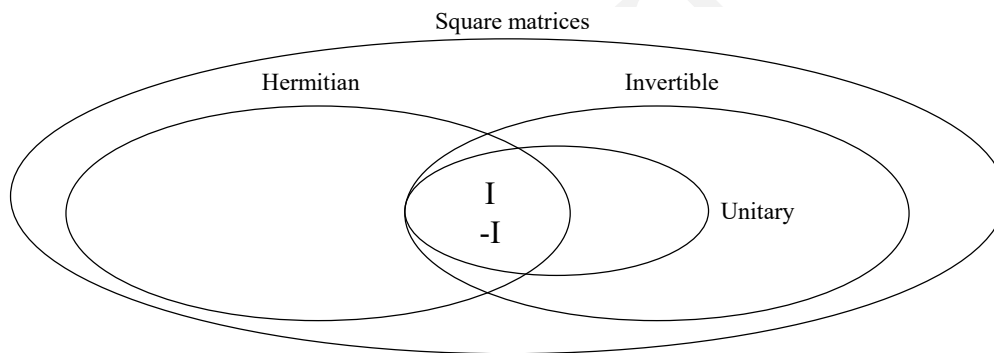 Square matrices
Hermitian
Invertible
I
-I
Unitary